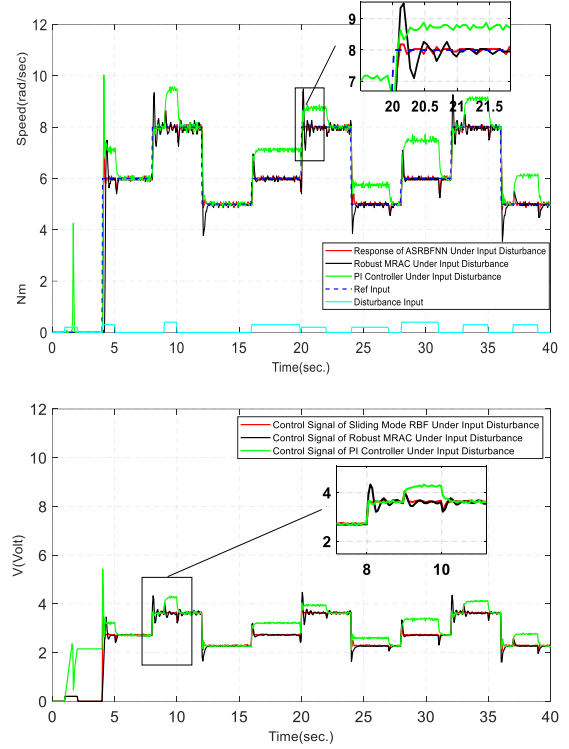 12
10
8
6
4
2
0
Speed(rad/sec)
Nm
9
8
7
20 20.5 21 21.5
Response of ASRBFNN Under Input Disturbance
Robust MRAC Under Input Disturbance
PI Controller Under Input Disturbance
Ref Input
Disturbance Input
0 5 10 15 20 25 30 35 40
Time(sec.)
12
10
8
6
4
2
0
V(Volt)
Control Signal of Sliding Mode RBF Under Input Disturbance
Control Signal of Robust MRAC Under Input Disturbance
Control Signal of PI Controller Under Input Disturbance
4
2
8 10
0 5 10 15 20 25 30 35 40
Time(sec.)